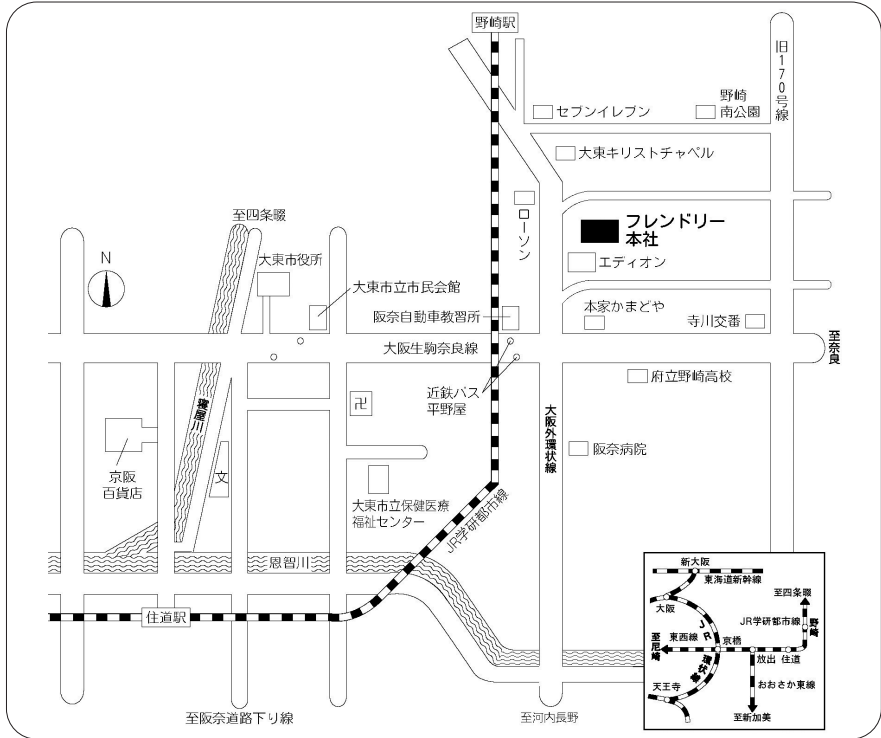 野崎駅
旧170号線
セブンイレブン
野崎
南公園
大東キリストチャペル
ローソン
フレンドリー
本社
エディオン
至四条畷
大東市役所
N
大東市立市民会館
阪奈自動車教習所
本家かまどや
寺川交番
大阪生駒奈良線
至奈良
近鉄バス
平野屋
府立野崎高校
卍
寝屋川
大阪外環状線
阪奈病院
京阪
百貨店
文
大東市立保健医療
福祉センター
JR学研都市線
恩智川
住道駅
至阪奈道路下り線
至河内長野
新大阪
東海道新幹線
至四条畷
大阪
JR学研都市線
野崎
JR
環状線
東西線
京橋
至尼崎
放出
住道
おおさか東線
天王寺
至新加美